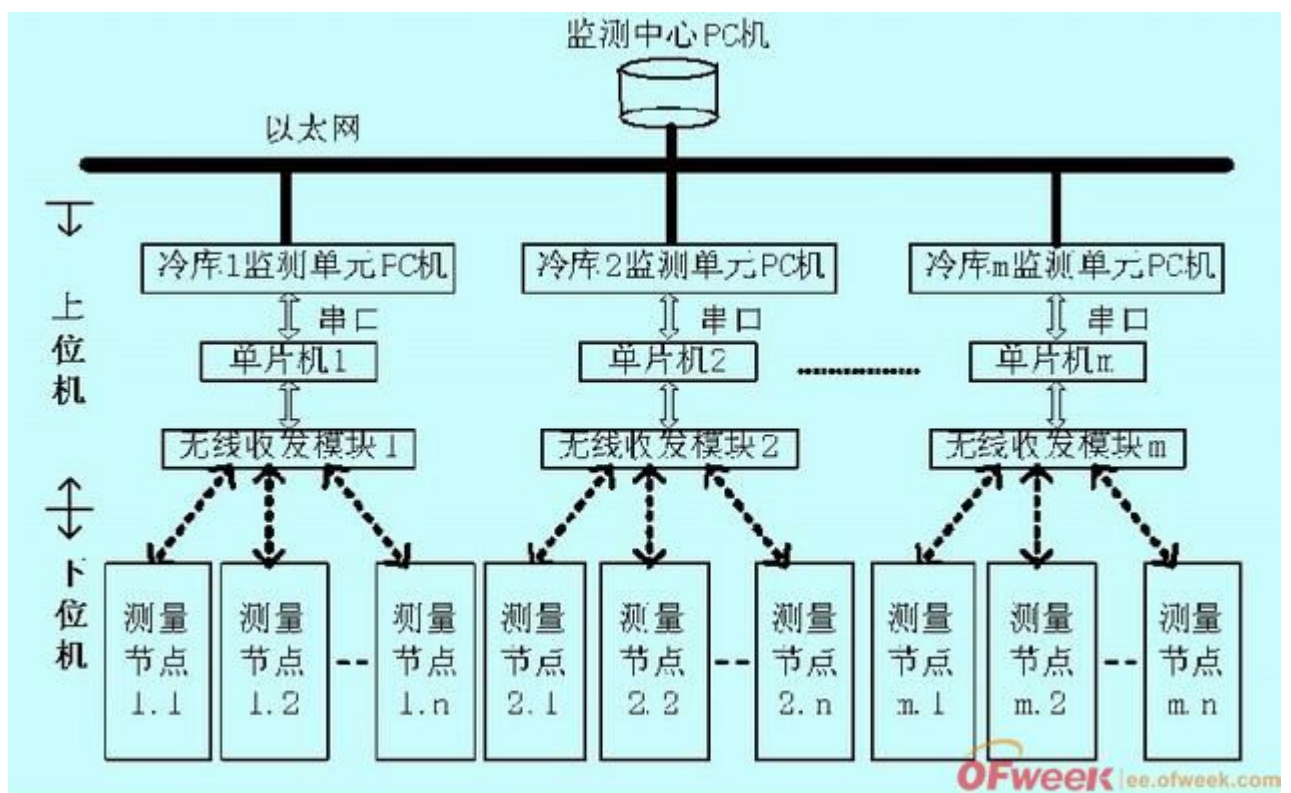 监测中心PC机
以太网
冷库1监测单元PC机
冷库2监测单元PC机
冷库m监测单元PC机
串口
串口
串口
上位机
单片机1
单片机2
单片机m
无线收发模块1
无线收发模块2
无线收发模块m
下位机
测量节点1.1
测量节点1.2
测量节点1.n
测量节点2.1
测量节点2.2
测量节点2.n
测量节点m.1
测量节点m.2
测量节点m.n
OFweek ee.ofweek.com